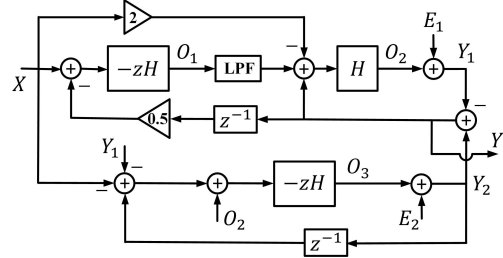 2
E₁
−
−zH
O₁
LPF
H
O₂
Y₁
X
−
−
0.5
z⁻¹
Y₁
−
Y
−
−zH
O₃
Y₂
O₂
E₂
z⁻¹